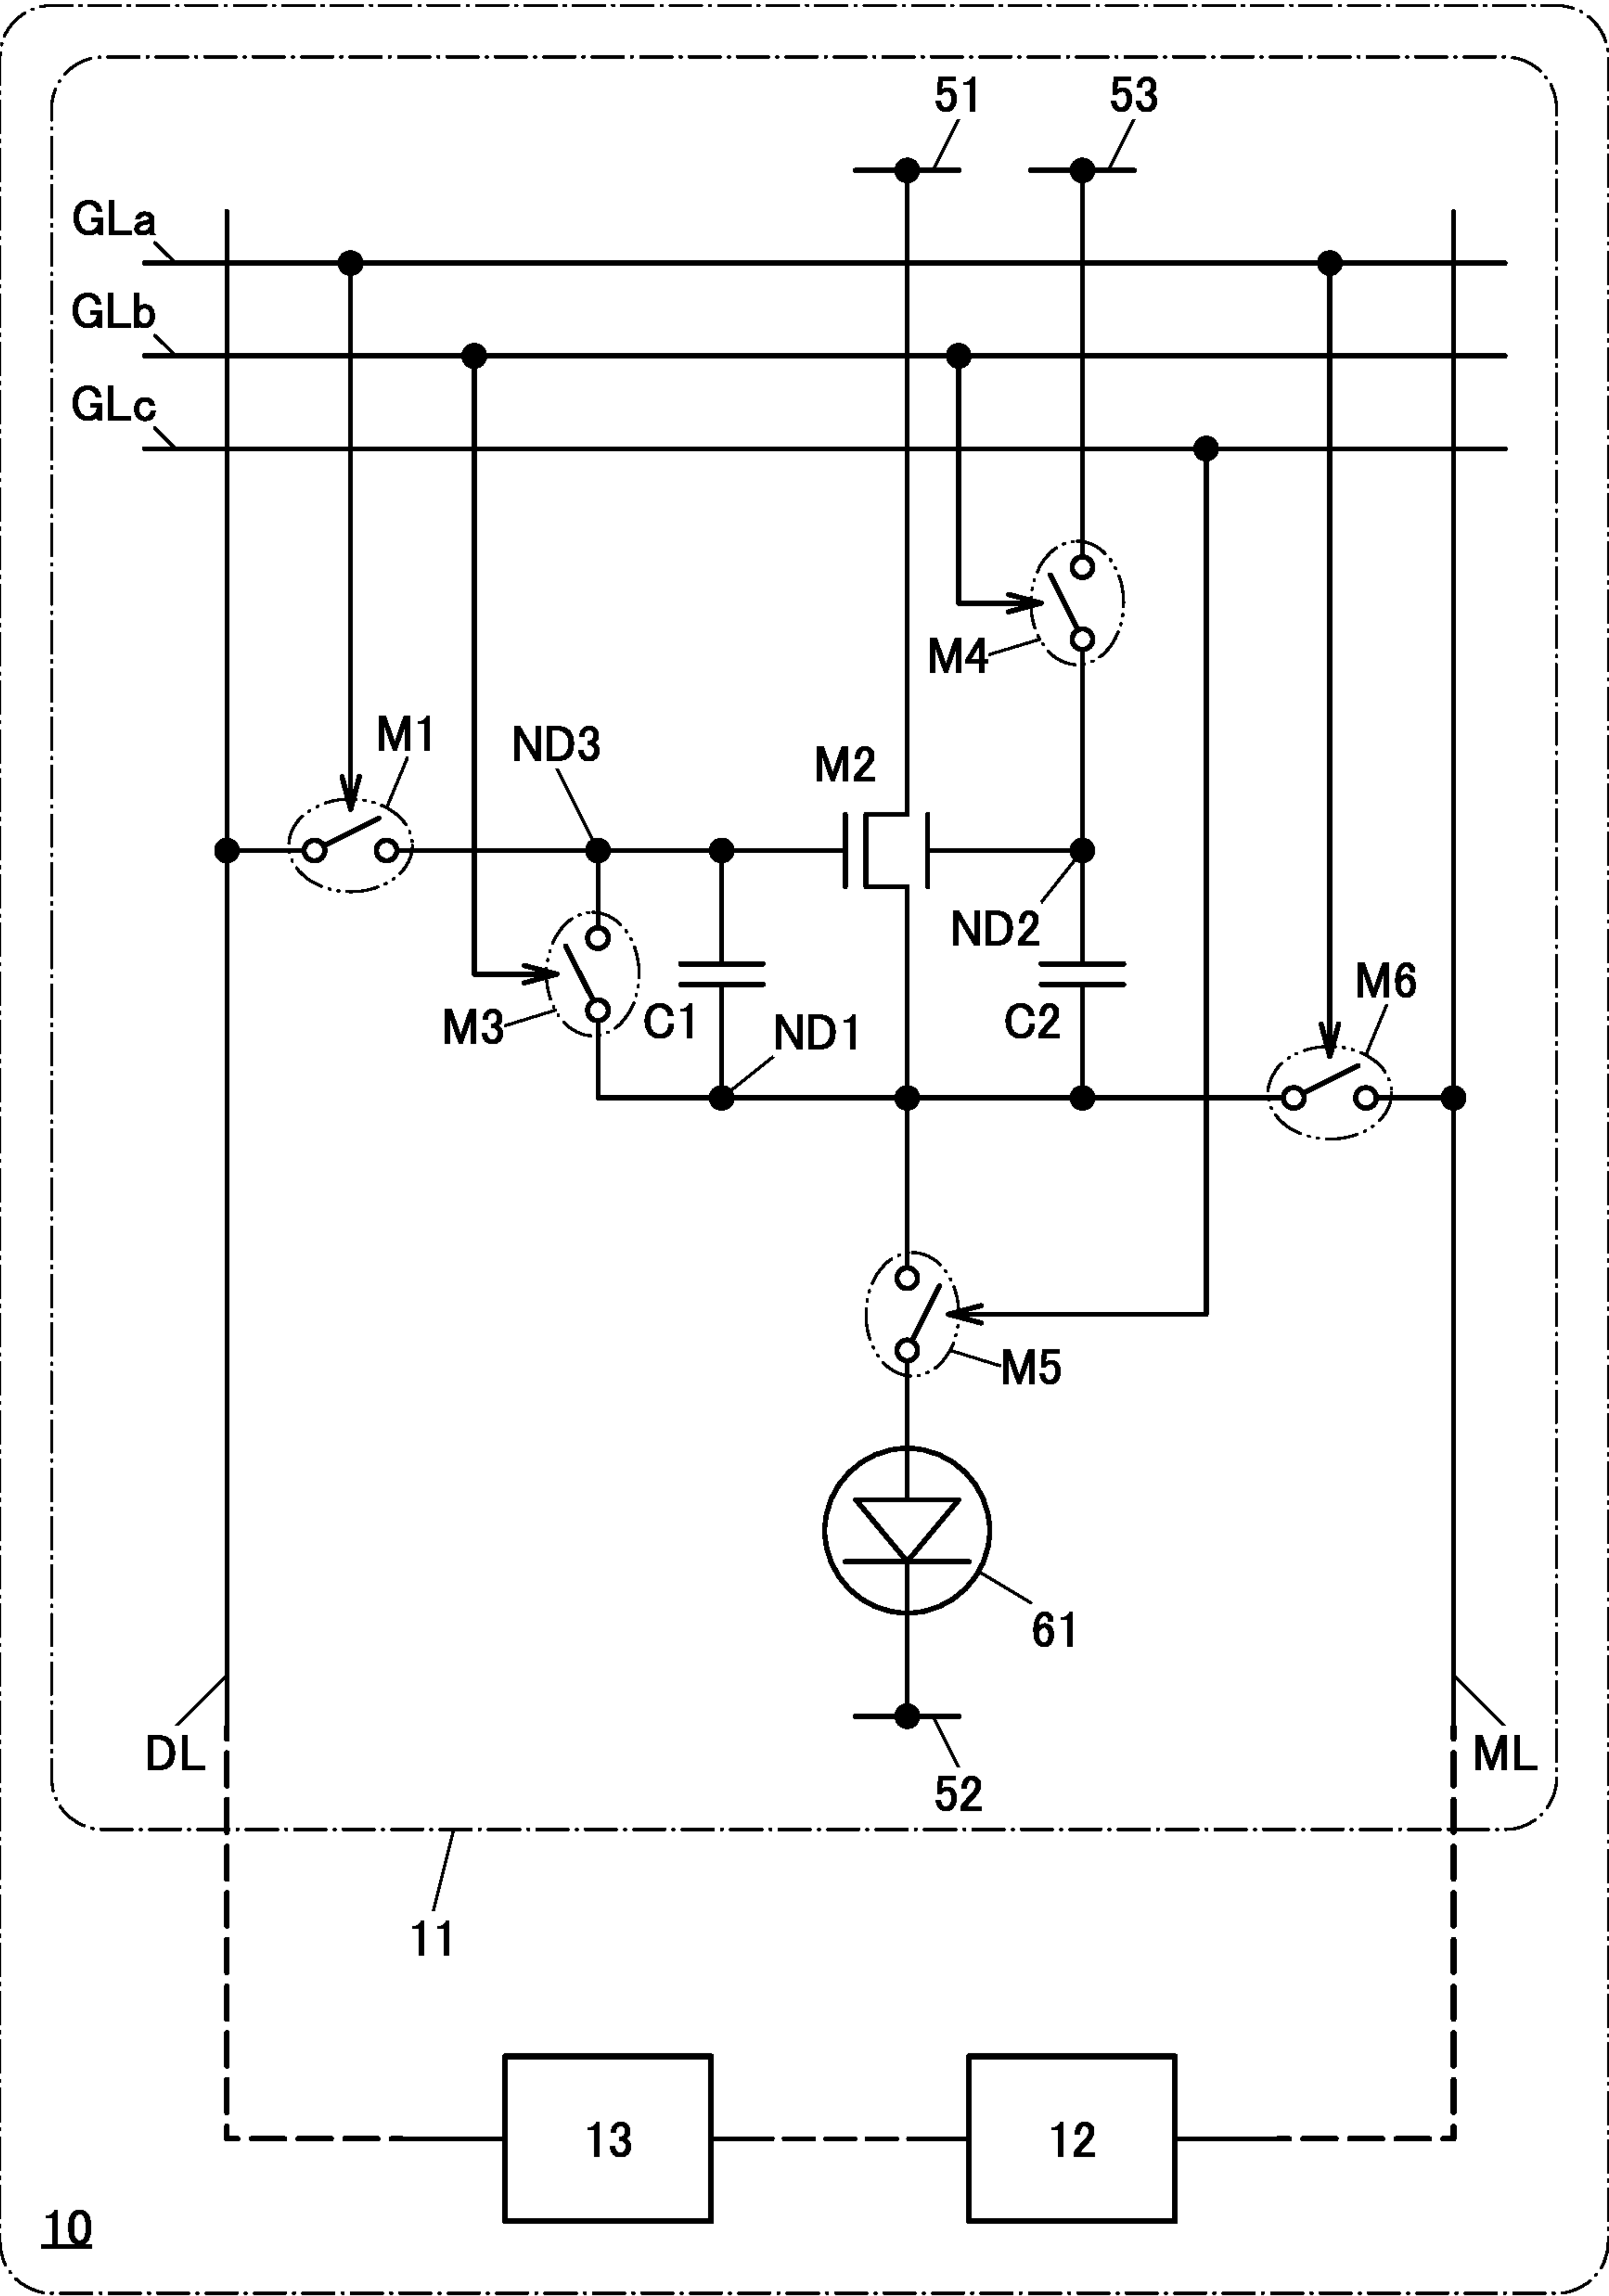 51 53
GLa
GLb
GLc
M4
M1 ND3 M2
ND2
M3 C1 ND1 C2 M6
M5
61
DL 52 ML
11
13 12
10